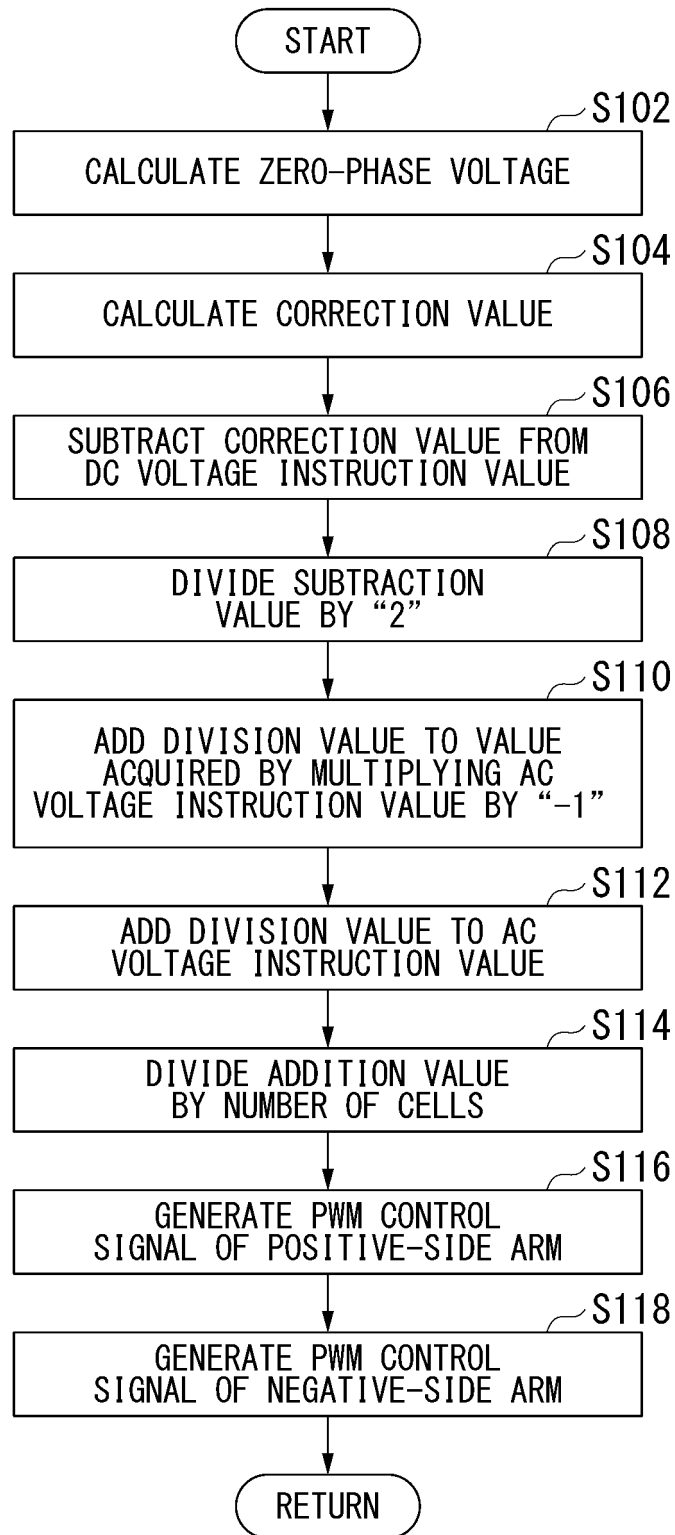 START
S102
CALCULATE ZERO-PHASE VOLTAGE
S104
CALCULATE CORRECTION VALUE
S106
SUBTRACT CORRECTION VALUE FROM
DC VOLTAGE INSTRUCTION VALUE
S108
DIVIDE SUBTRACTION
VALUE BY “2”
S110
ADD DIVISION VALUE TO VALUE
ACQUIRED BY MULTIPLYING AC
VOLTAGE INSTRUCTION VALUE BY “-1”
S112
ADD DIVISION VALUE TO AC
VOLTAGE INSTRUCTION VALUE
S114
DIVIDE ADDITION VALUE
BY NUMBER OF CELLS
S116
GENERATE PWM CONTROL
SIGNAL OF POSITIVE-SIDE ARM
S118
GENERATE PWM CONTROL
SIGNAL OF NEGATIVE-SIDE ARM
RETURN